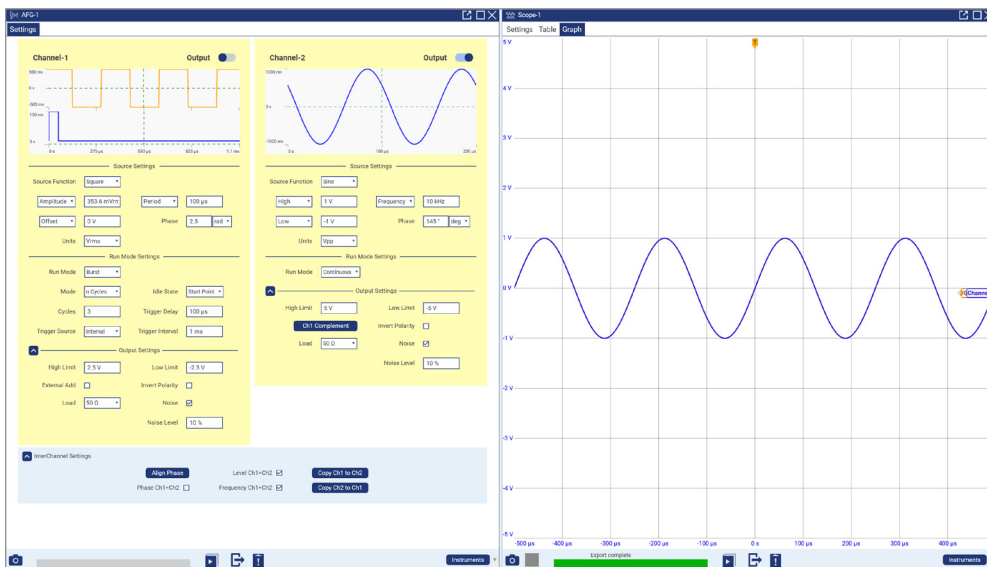 AFG-1
Settings
Channel-1 Output
500 mv
0 v
-500 mv
100 mv
0 v
0 s 275 µs 550 µs 825 µs 1.1 ms
Source Settings
Source Function Square
Amplitude 353.6 mVrm Period 100 µs
Offset 0 V Phase 2.5 rad
Units Vrms
Run Mode Settings
Run Mode Burst
Mode n Cycles Idle State Start Point
Cycles 3 Trigger Delay 100 µs
Trigger Source Internal Trigger Interval 1 ms
Output Settings
High Limit 2.5 V Low Limit -2.5 V
External Add Invert Polarity
Load 50 Ω Noise
Noise Level 10 %
Channel-2 Output
1000 mv
0 v
-1000 mv
0 s 100 µs 200 µs
Source Settings
Source Function Sine
High 1 V Frequency 10 kHz
Low -1 V Phase 145 ° deg
Units Vpp
Run Mode Settings
Run Mode Continuous
Output Settings
High Limit 5 V Low Limit -5 V
Ch1 Complement Invert Polarity
Load 50 Ω Noise
Noise Level 10 %
InterChannel Settings
Align Phase Level Ch1=Ch2 Copy Ch1 to Ch2
Phase Ch1=Ch2 Frequency Ch1=Ch2 Copy Ch2 to Ch1
Instruments
Scope-1
Settings Table Graph
T
5 V
4 V
3 V
2 V
1 V
0 V
Channe
-1 V
-2 V
-3 V
-4 V
-5 V
-500 µs -400 µs -300 µs -200 µs -100 µs 0 s 100 µs 200 µs 300 µs 400 µs
Export complete
Instruments